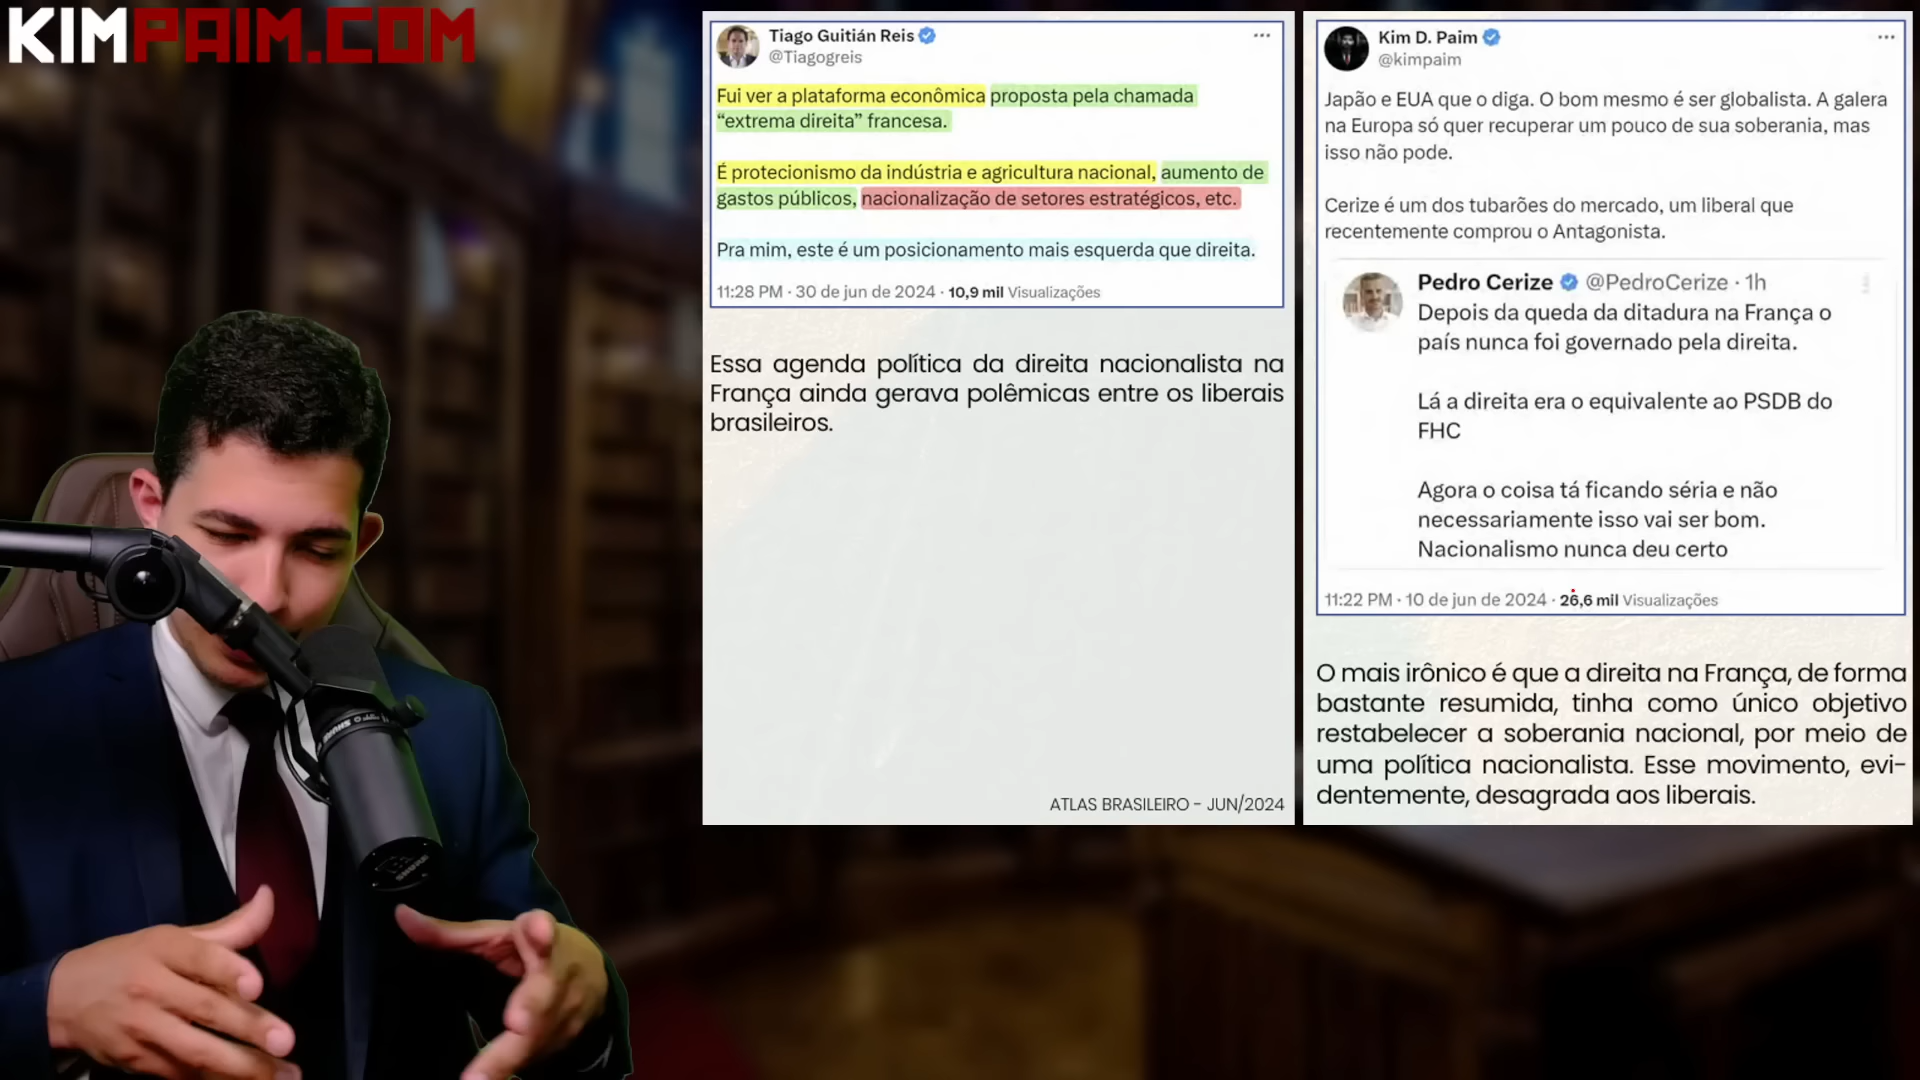 KIMPAIM.COM
Tiago Guitián Reis
@Tiagogreis
Fui ver a plataforma econômica proposta pela chamada
“extrema direita” francesa.
É protecionismo da indústria e agricultura nacional, aumento de
gastos públicos, nacionalização de setores estratégicos, etc.
Pra mim, este é um posicionamento mais esquerda que direita.
11:28 PM · 30 de jun de 2024 · 10,9 mil Visualizações
Essa agenda política da direita nacionalista na
França ainda gerava polêmicas entre os liberais
brasileiros.
ATLAS BRASILEIRO - JUN/2024
Kim D. Paim
@kimpaim
Japão e EUA que o diga. O bom mesmo é ser globalista. A galera
na Europa só quer recuperar um pouco de sua soberania, mas
isso não pode.
Cerize é um dos tubarões do mercado, um liberal que
recentemente comprou o Antagonista.
Pedro Cerize @PedroCerize · 1h
Depois da queda da ditadura na França o
país nunca foi governado pela direita.
Lá a direita era o equivalente ao PSDB do
FHC
Agora o coisa tá ficando séria e não
necessariamente isso vai ser bom.
Nacionalismo nunca deu certo
11:22 PM · 10 de jun de 2024 · 26,6 mil Visualizações
O mais irônico é que a direita na França, de forma
bastante resumida, tinha como único objetivo
restabelecer a soberania nacional, por meio de
uma política nacionalista. Esse movimento, evi-
dentemente, desagrada aos liberais.
SHURE
SHURE